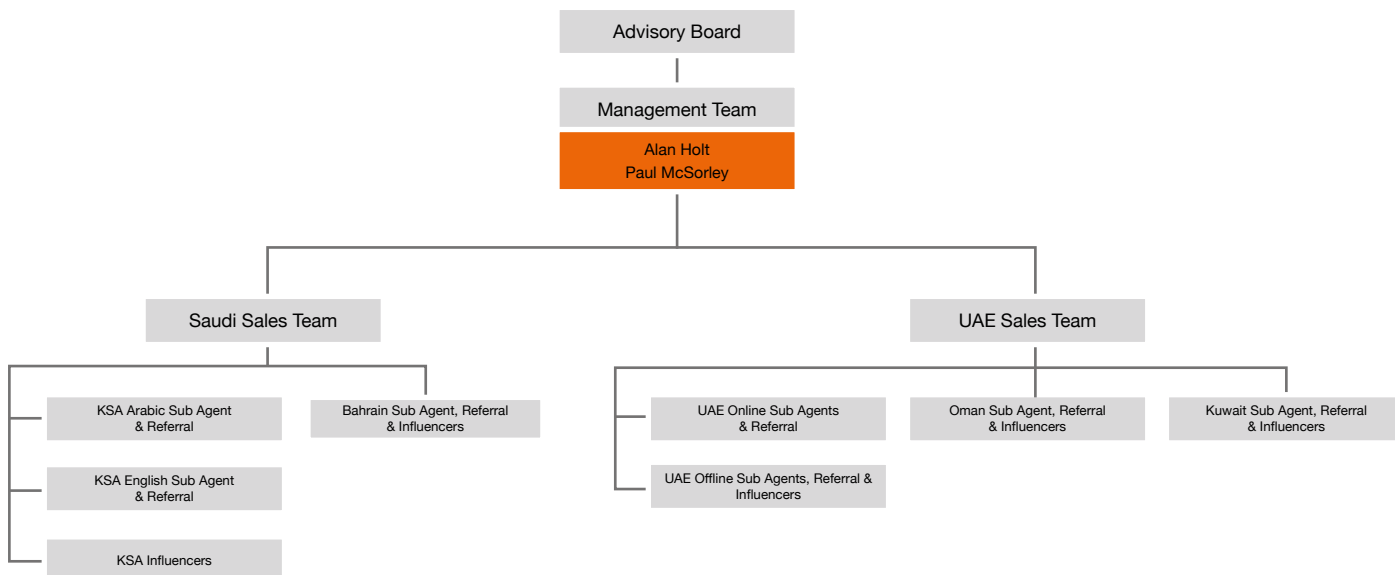 Advisory Board
Management Team
Alan Holt
Paul McSorley
Saudi Sales Team
UAE Sales Team
KSA Arabic Sub Agent
& Referral
Bahrain Sub Agent, Referral
& Influencers
UAE Online Sub Agents
& Referral
Oman Sub Agent, Referral
& Influencers
Kuwait Sub Agent, Referral
& Influencers
KSA English Sub Agent
& Referral
UAE Offline Sub Agents, Referral &
Influencers
KSA Influencers